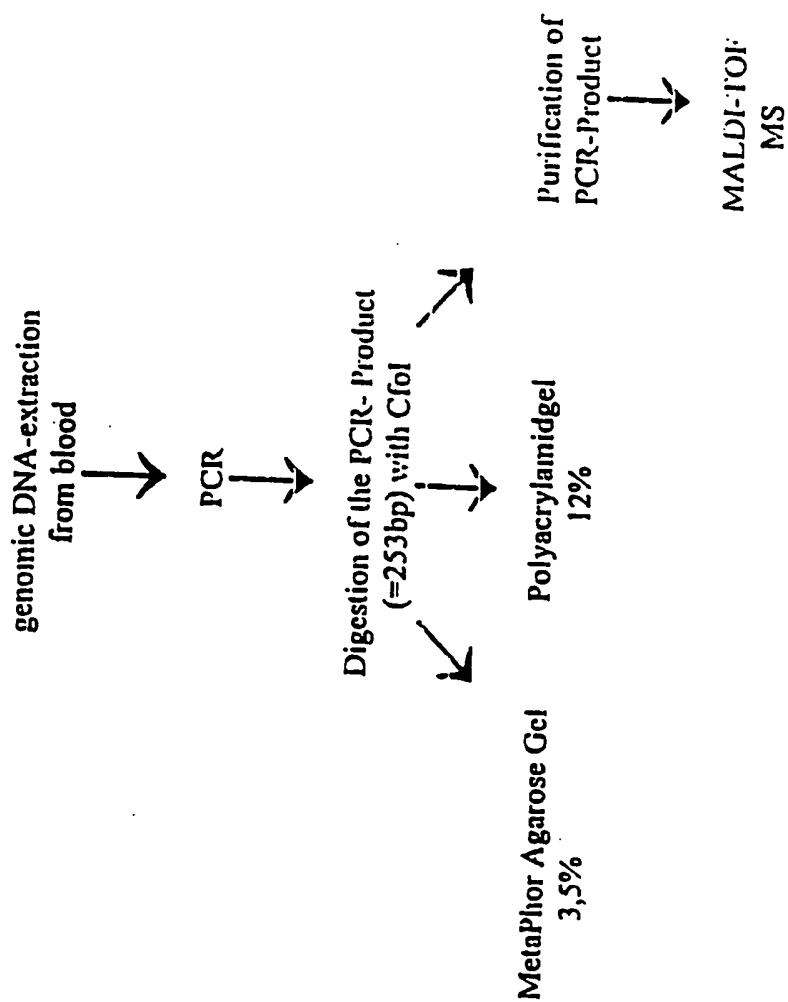 genomic DNA-extraction
from blood
PCR
Digestion of the PCR- Product
(=253bp) with CfoI
MetaPhor Agarose Gel
3,5%
Polyacrylamidgel
12%
Purification of
PCR-Product
MALDI-TOF
MS